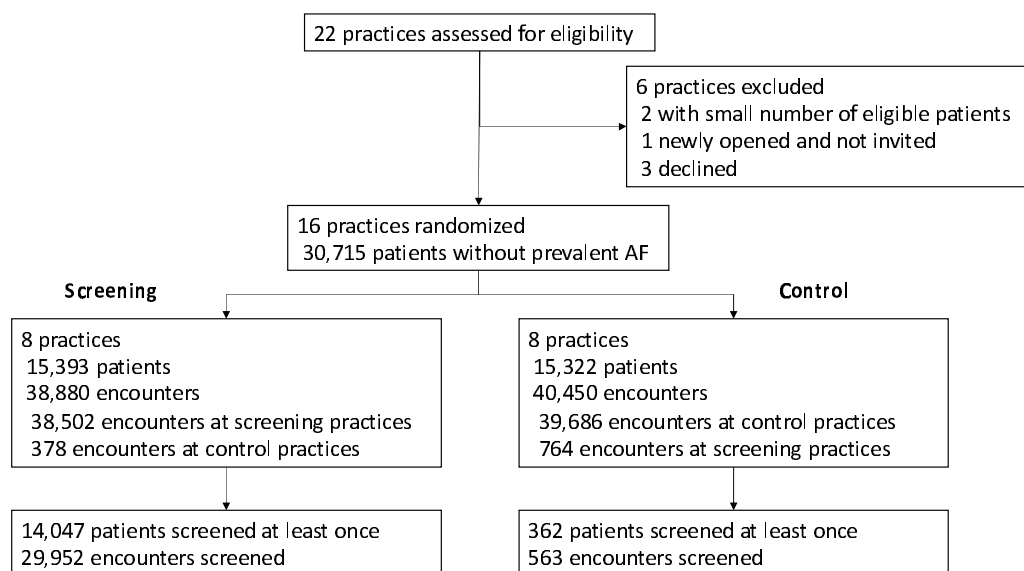 22 practices assessed for eligibility
6 practices excluded
2 with small number of eligible patients
1 newly opened and not invited
3 declined
16 practices randomized
30,715 patients without prevalent AF
Screening
Control
8 practices
15,393 patients
38,880 encounters
38,502 encounters at screening practices
378 encounters at control practices
8 practices
15,322 patients
40,450 encounters
39,686 encounters at control practices
764 encounters at screening practices
14,047 patients screened at least once
29,952 encounters screened
362 patients screened at least once
563 encounters screened